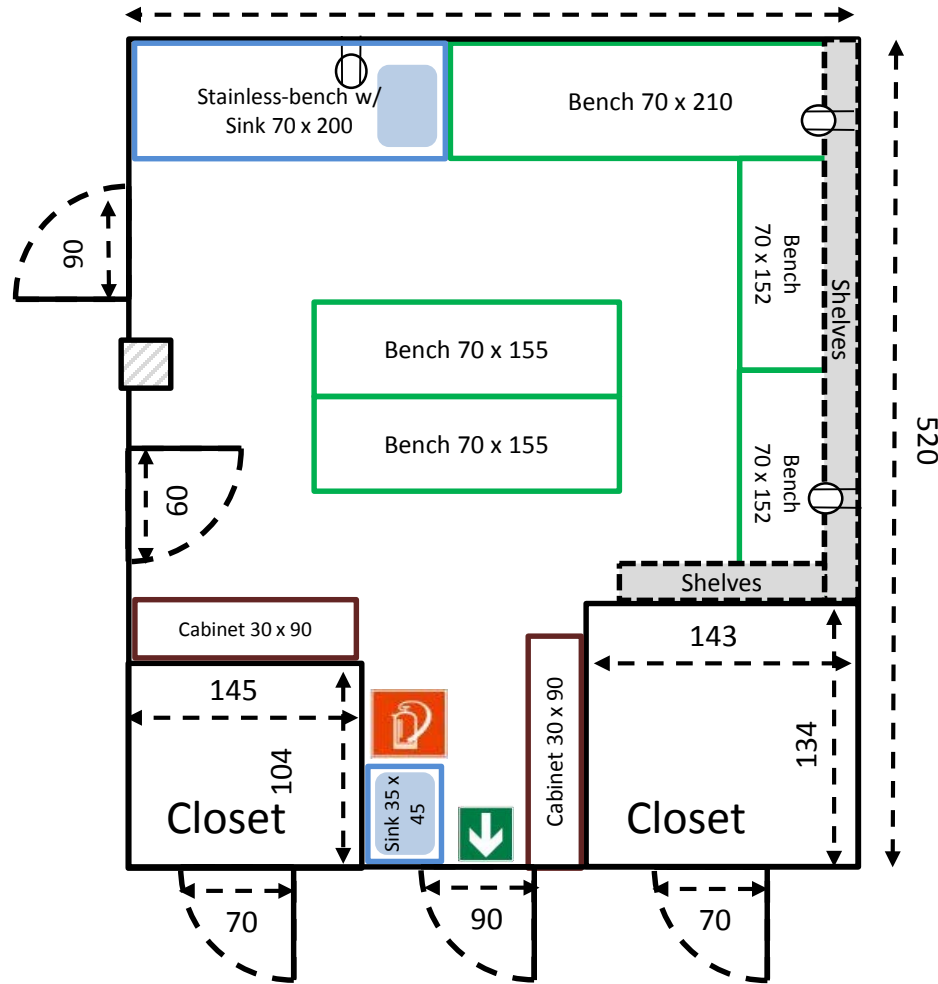 Stainless-bench w/
Sink 70 x 200
Bench 70 x 210
90
Bench
70 x 152
Shelves
Bench 70 x 155
Bench 70 x 155
520
60
Bench
70 x 152
Shelves
Cabinet 30 x 90
143
145
104
Cabinet 30 x 90
134
Sink 35 x
45
Closet
Closet
70
90
70